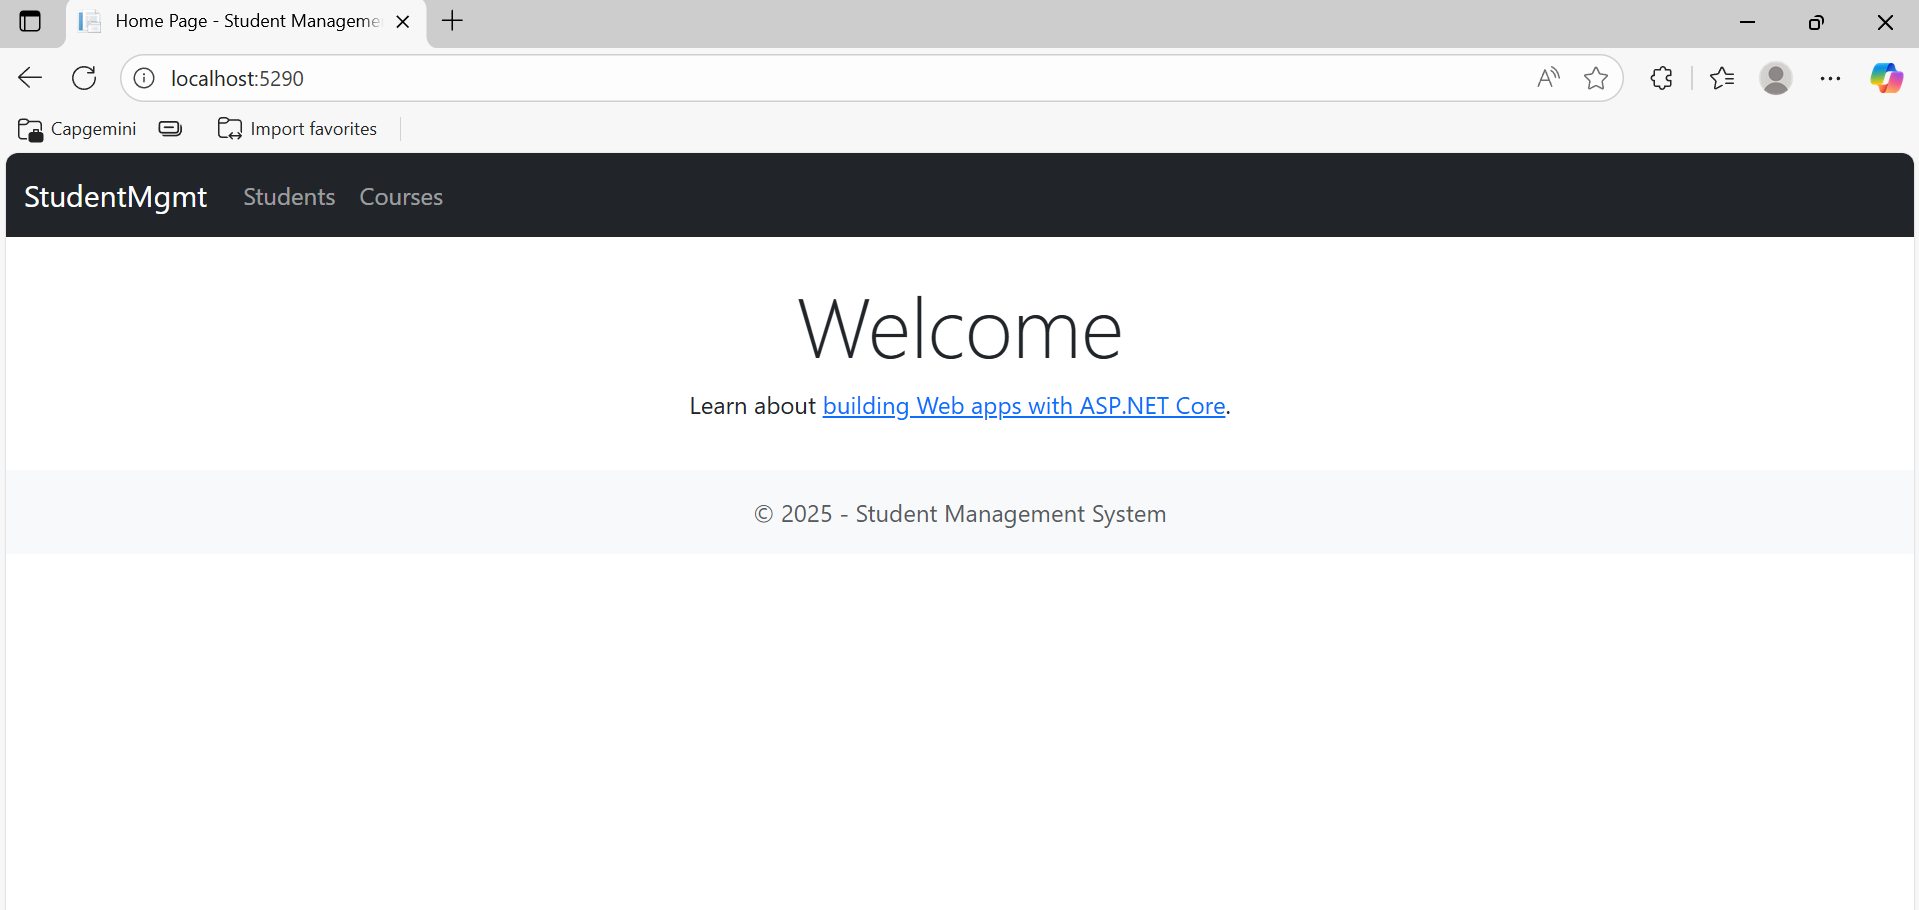 Home Page - Student Manageme
localhost:5290
Capgemini
Import favorites
StudentMgmt Students Courses
Welcome
Learn about building Web apps with ASP.NET Core.
© 2025 - Student Management System